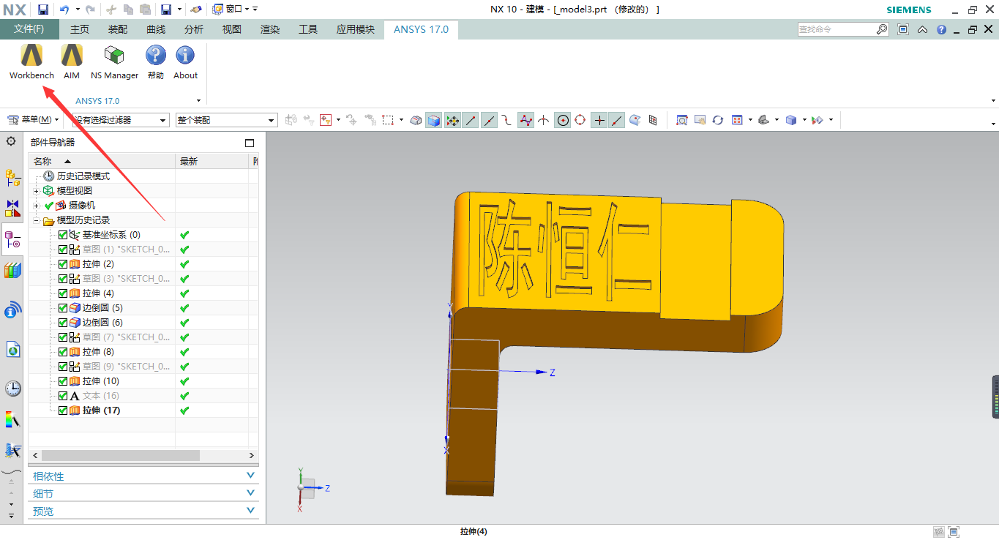 NX
窗口
NX 10 - 建模 - [_model3.prt （修改的） ]
SIEMENS
文件(F)
主页
装配
曲线
分析
视图
渲染
工具
应用模块
ANSYS 17.0
查找命令
Workbench
AIM
NS Manager
帮助
About
ANSYS 17.0
菜单(M)
没有选择过滤器
整个装配
部件导航器
名称
最新
附
历史记录模式
模型视图
摄像机
模型历史记录
基准坐标系 (0)
草图 (1) "SKETCH_0...
拉伸 (2)
草图 (3) "SKETCH_0...
拉伸 (4)
边倒圆 (5)
边倒圆 (6)
草图 (7) "SKETCH_0...
拉伸 (8)
草图 (9) "SKETCH_0...
拉伸 (10)
A 文本 (16)
拉伸 (17)
陈恒仁
Y
Z
X
相依性
细节
预览
Y
Z
X
拉伸(4)